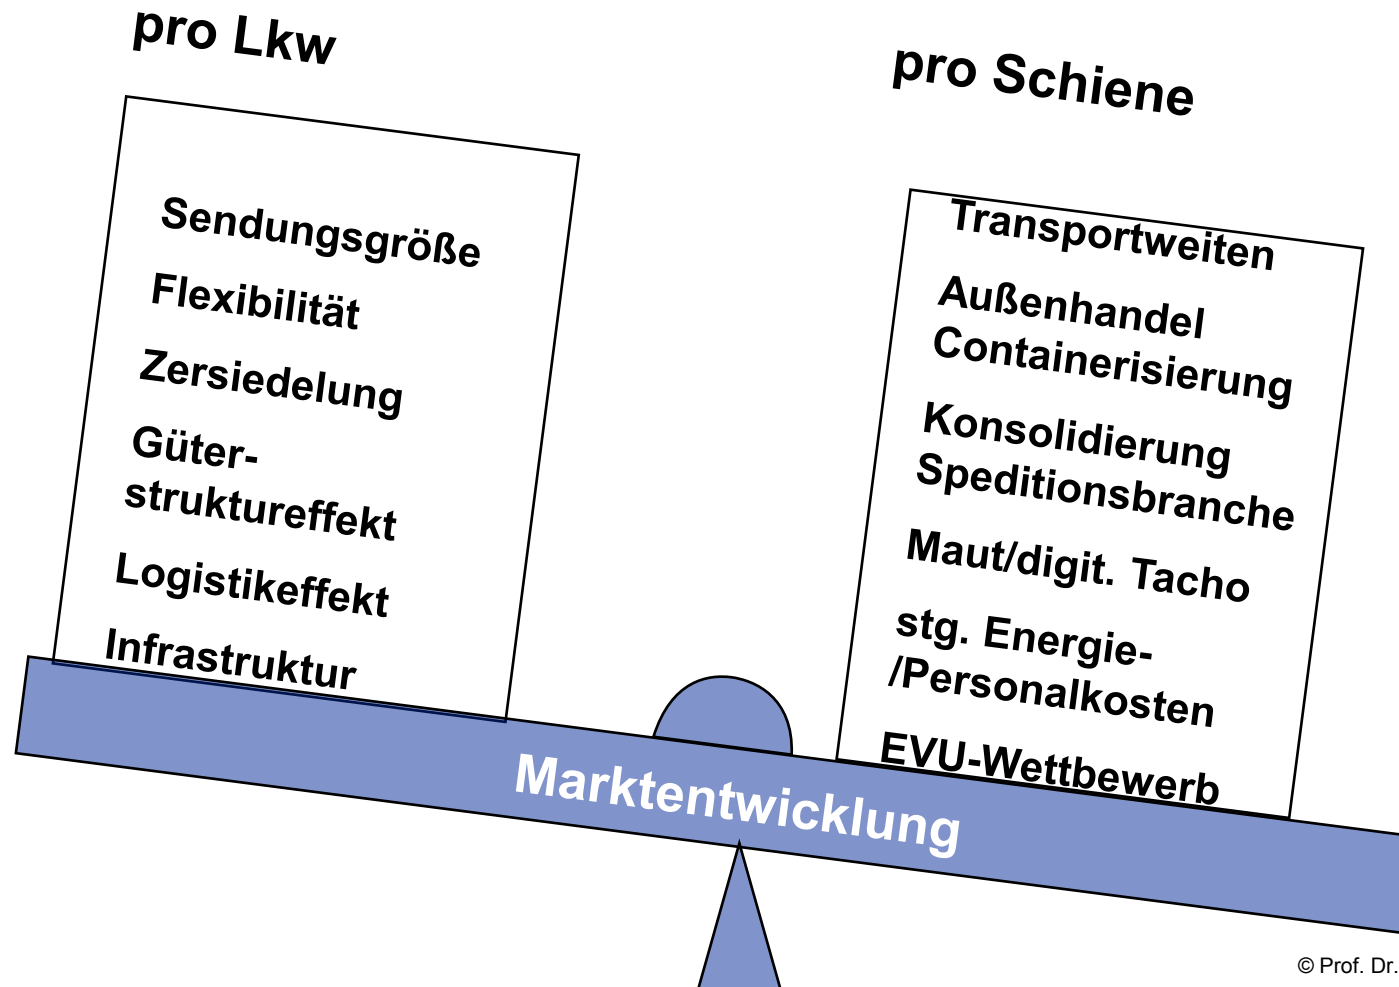 pro Lkw
pro Schiene
Sendungsgröße
Flexibilität
Zersiedelung
Güter-
struktureffekt
Logistikeffekt
Infrastruktur
Transportweiten
Außenhandel
Containerisierung
Konsolidierung
Speditionsbranche
Maut/digit. Tacho
stg. Energie-
/Personalkosten
EVU-Wettbewerb
Marktentwicklung
© Prof. Dr.